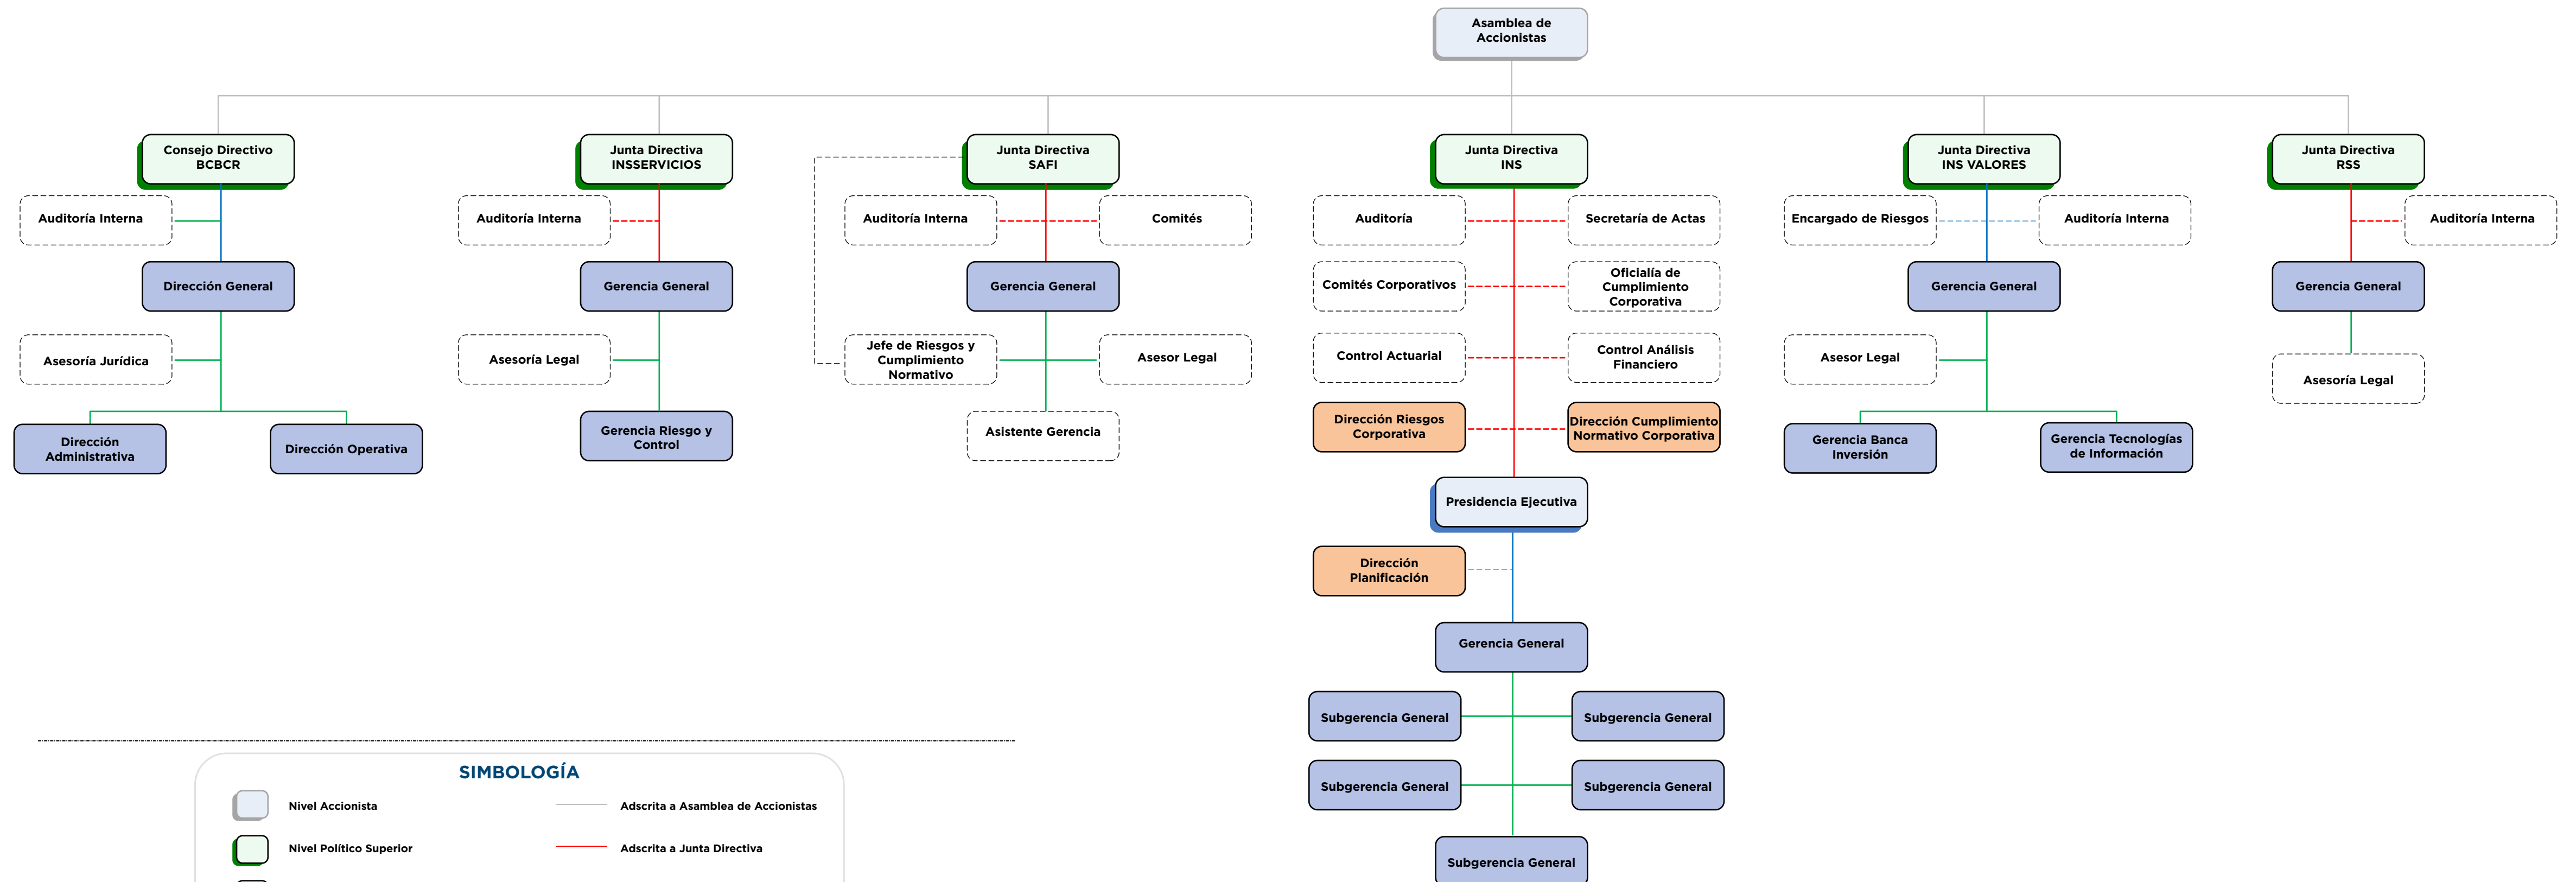 Asamblea de
Accionistas
Consejo Directivo
BCBCR
Junta Directiva
INSSERVICIOS
Junta Directiva
SAFI
Junta Directiva
INS
Junta Directiva
INS VALORES
Junta Directiva
RSS
Auditoría Interna
Auditoría Interna
Auditoría Interna
Comités
Auditoría
Secretaría de Actas
Encargado de Riesgos
Auditoría Interna
Auditoría Interna
Dirección General
Gerencia General
Gerencia General
Comités Corporativos
Oficialía de
Cumplimiento
Corporativa
Gerencia General
Gerencia General
Asesoría Jurídica
Asesoría Legal
Jefe de Riesgos y
Cumplimiento
Normativo
Asesor Legal
Control Actuarial
Control Análisis
Financiero
Asesor Legal
Asesoría Legal
Dirección
Administrativa
Dirección Operativa
Gerencia Riesgo y
Control
Asistente Gerencia
Dirección Riesgos
Corporativa
Dirección Cumplimiento
Normativo Corporativa
Gerencia Banca
Inversión
Gerencia Tecnologías
de Información
Presidencia Ejecutiva
Dirección
Planificación
Gerencia General
Subgerencia General
Subgerencia General
Subgerencia General
Subgerencia General
Subgerencia General
SIMBOLOGÍA
Nivel Accionista
Adscrita a Asamblea de Accionistas
Nivel Político Superior
Adscrita a Junta Directiva